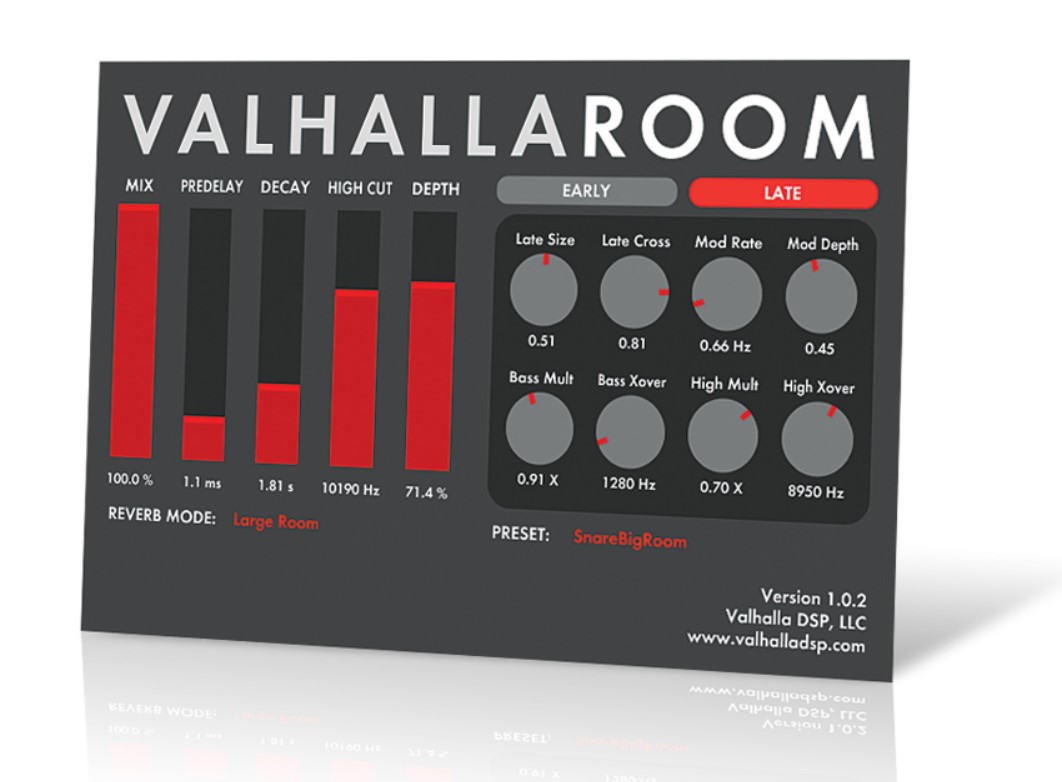 VALHALLAROOM
MIX PREDELAY DECAY HIGH CUT DEPTH
EARLY LATE
Late Size Late Cross Mod Rate Mod Depth
0.51 0.81 0.66 Hz 0.45
Bass Mult Bass Xover High Mult High Xover
0.91 X 1280 Hz 0.70 X 8950 Hz
100.0 % 1.1 ms 1.81 s 10190 Hz 71.4 %
REVERB MODE: Large Room
PRESET: SnareBigRoom
Version 1.0.2
Valhalla DSP, LLC
www.valhalladsp.com